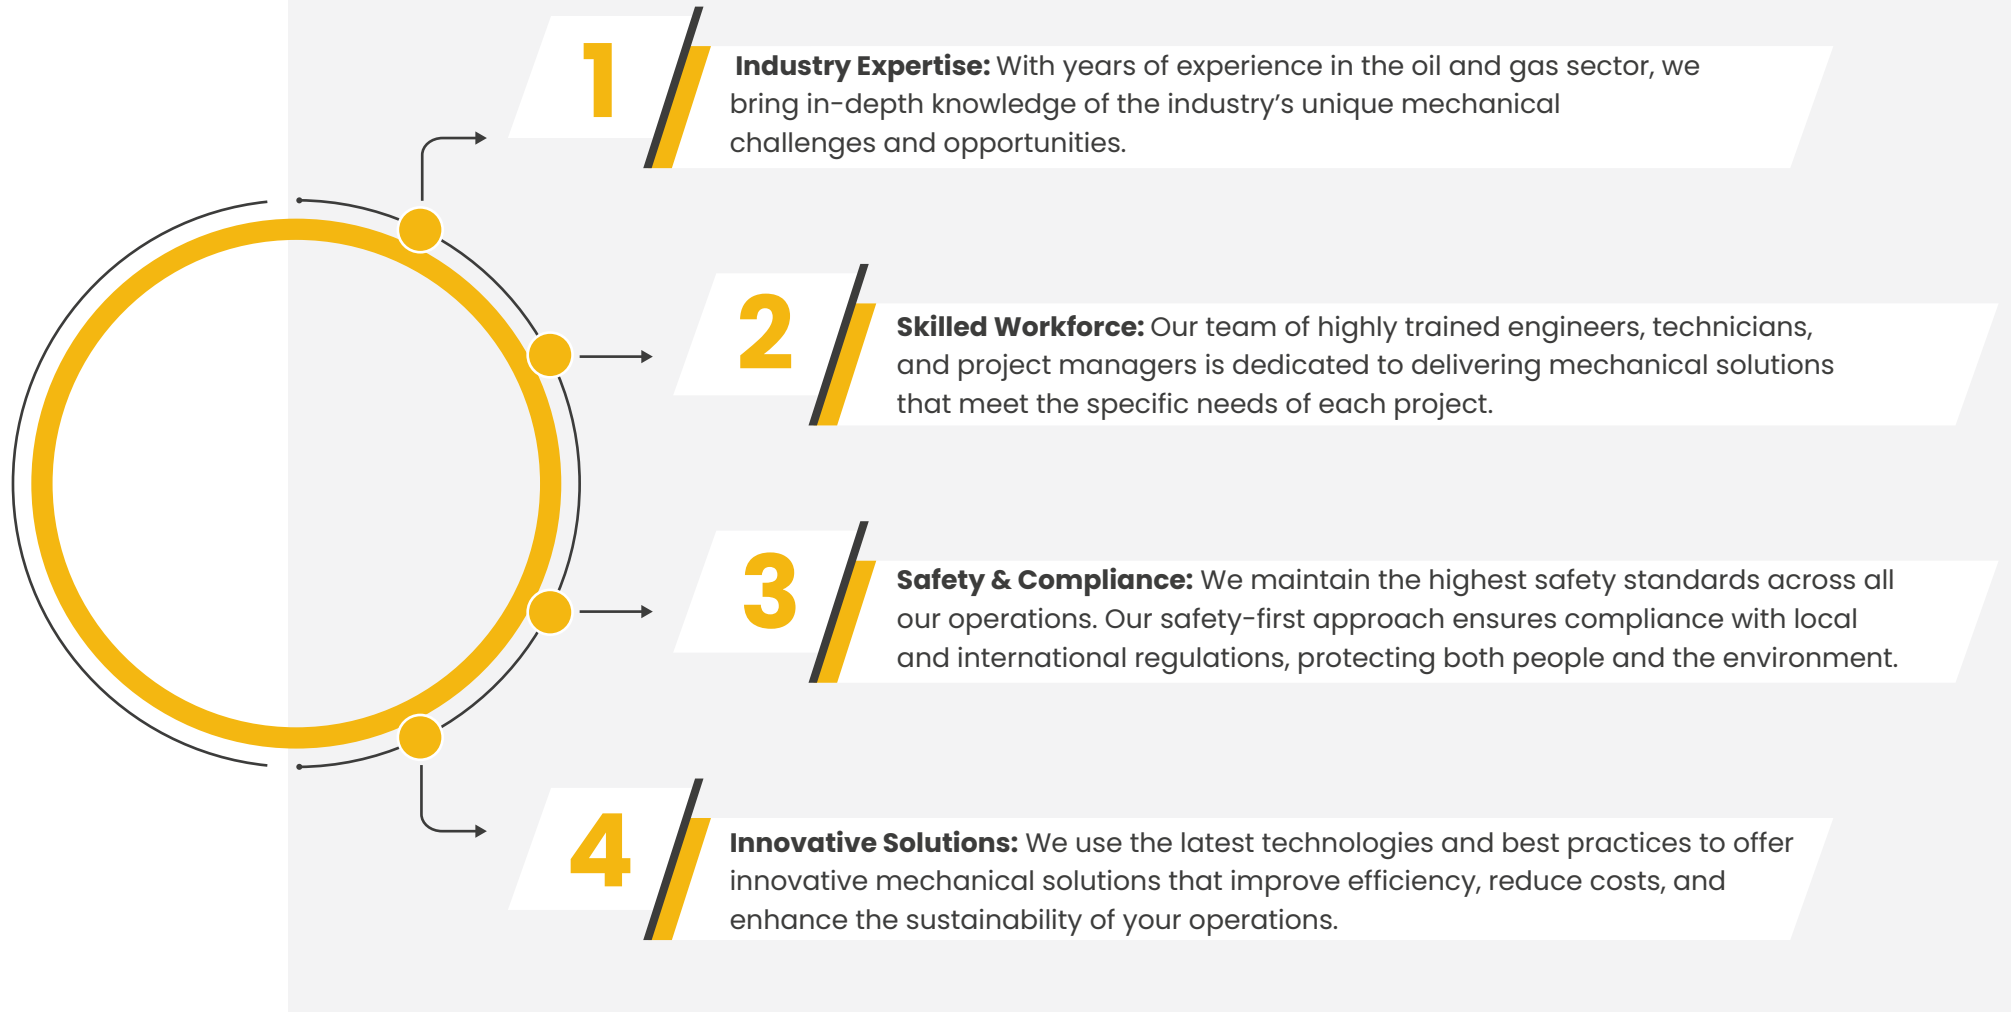 1
Industry Expertise: With years of experience in the oil and gas sector, we
bring in-depth knowledge of the industry’s unique mechanical
challenges and opportunities.
2
Skilled Workforce: Our team of highly trained engineers, technicians,
and project managers is dedicated to delivering mechanical solutions
that meet the specific needs of each project.
3
Safety & Compliance: We maintain the highest safety standards across all
our operations. Our safety-first approach ensures compliance with local
and international regulations, protecting both people and the environment.
4
Innovative Solutions: We use the latest technologies and best practices to offer
innovative mechanical solutions that improve efficiency, reduce costs, and
enhance the sustainability of your operations.